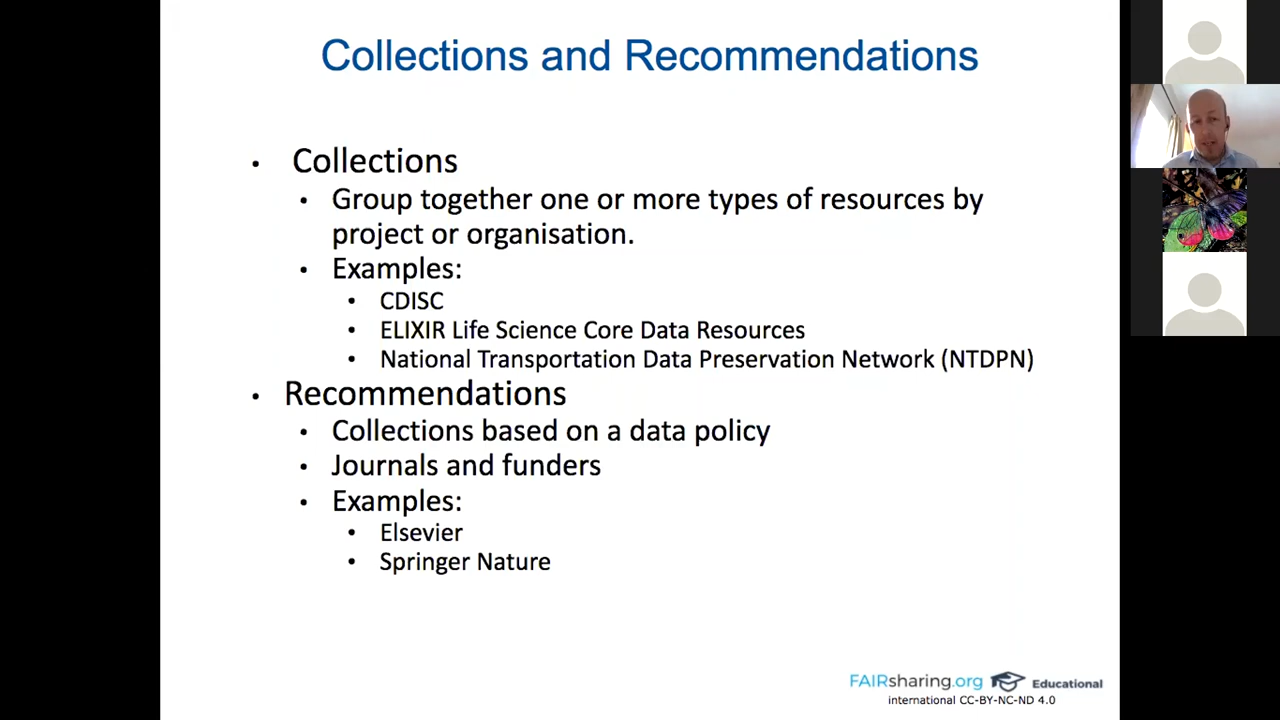 Collections and Recommendations
• Collections
• Group together one or more types of resources by
project or organisation.
• Examples:
• CDISC
• ELIXIR Life Science Core Data Resources
• National Transportation Data Preservation Network (NTDPN)
• Recommendations
• Collections based on a data policy
• Journals and funders
• Examples:
• Elsevier
• Springer Nature
FAIRsharing.org Educational
international CC-BY-NC-ND 4.0